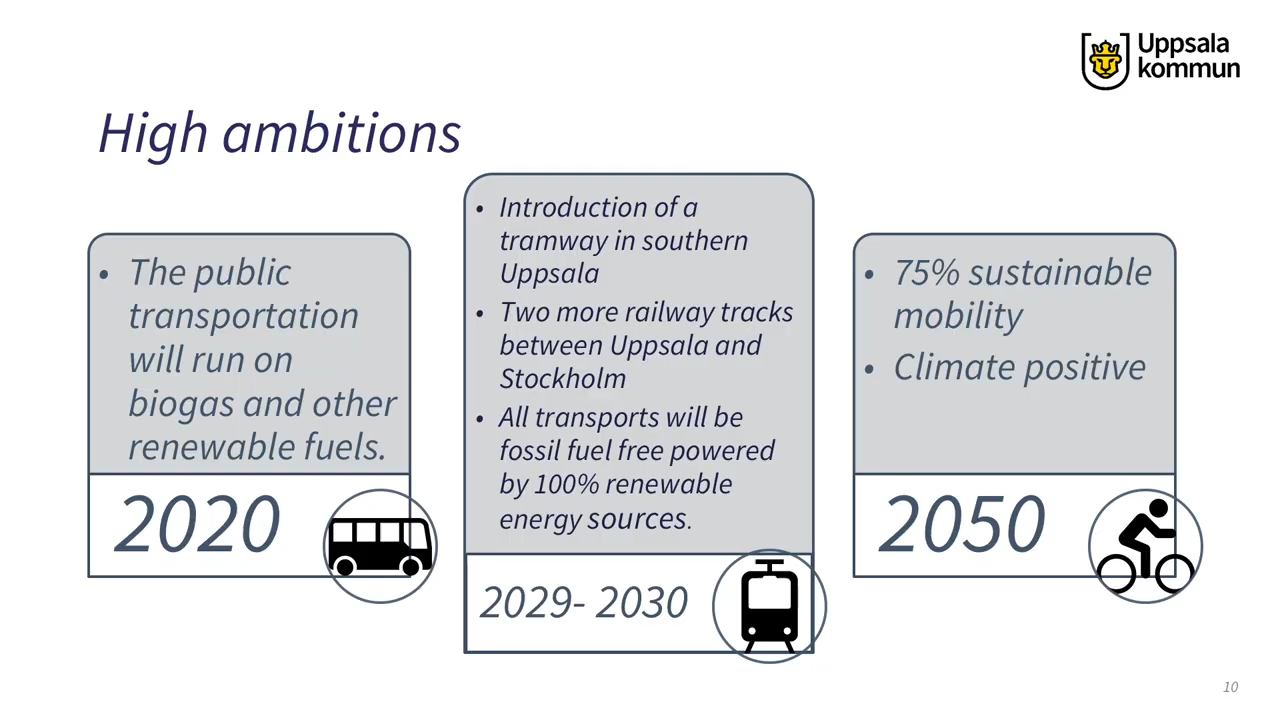 Uppsala
kommun
High ambitions
• The public
transportation
will run on
biogas and other
renewable fuels.
2020
• Introduction of a
tramway in southern
Uppsala
• Two more railway tracks
between Uppsala and
Stockholm
• All transports will be
fossil fuel free powered
by 100% renewable
energy sources.
2029- 2030
• 75% sustainable
mobility
• Climate positive
2050
10